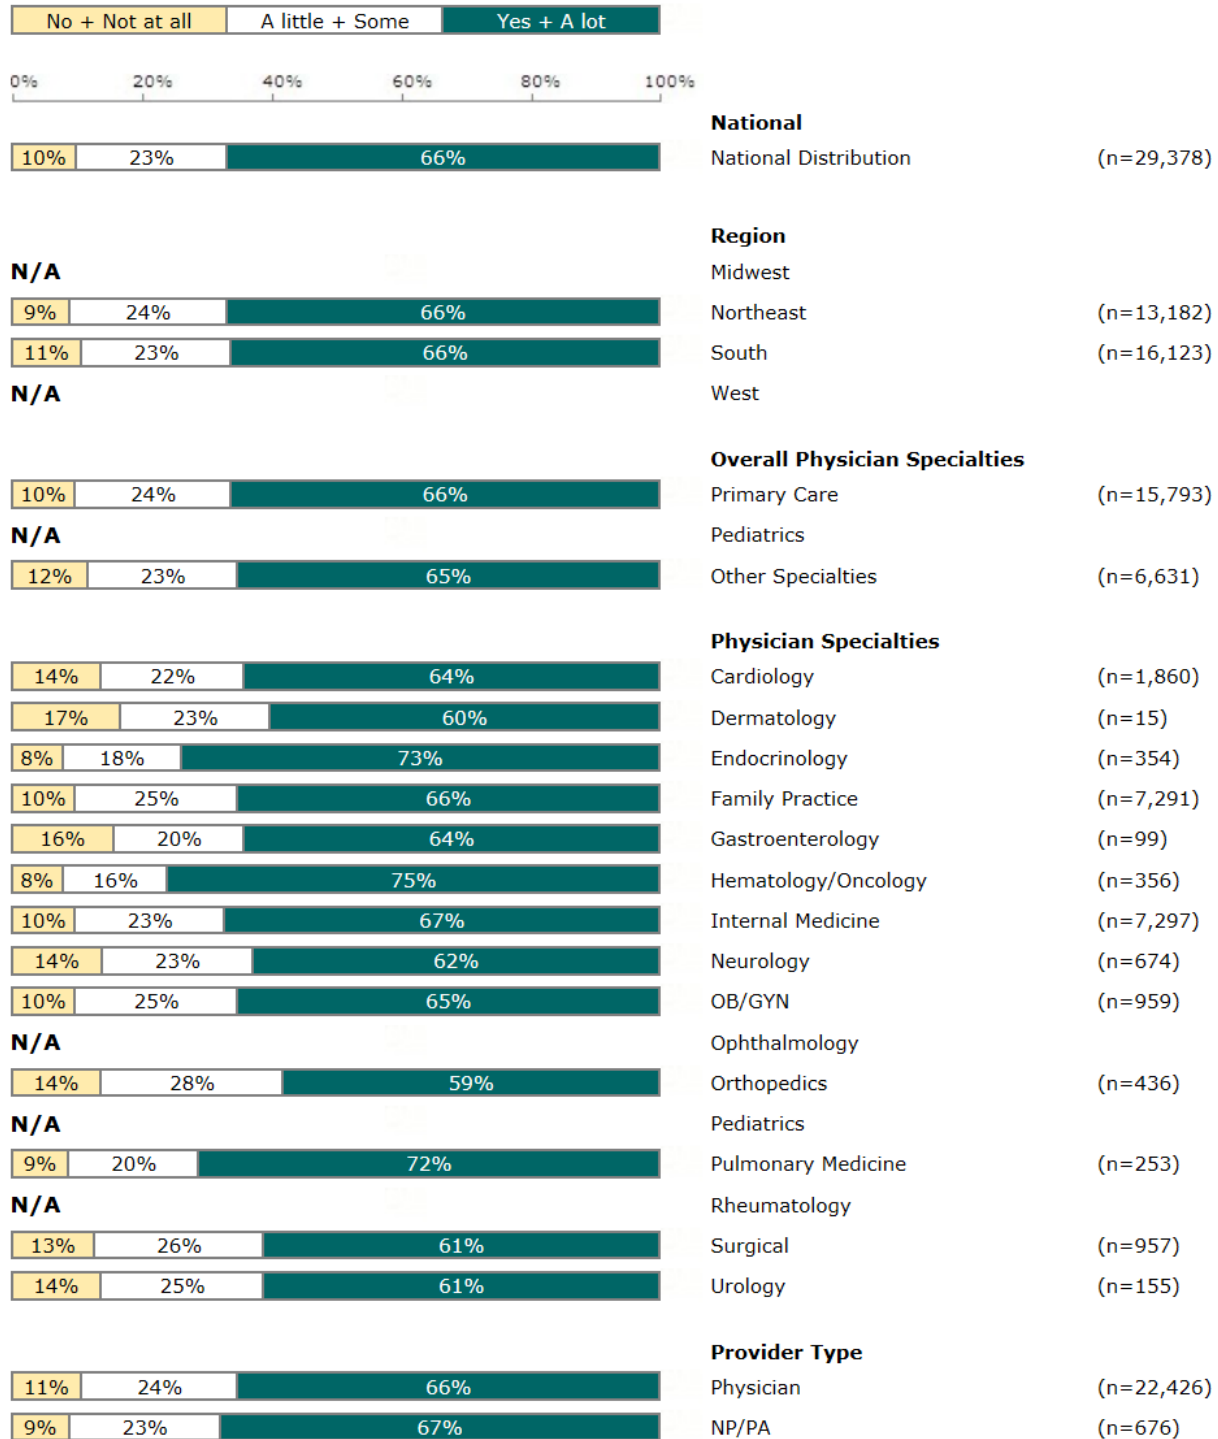 No + Not at all A little + Some Yes + A lot
0% 20% 40% 60% 80% 100%
National
10% 23% 66% National Distribution (n=29,378)
Region
N/A Midwest
9% 24% 66% Northeast (n=13,182)
11% 23% 66% South (n=16,123)
N/A West
Overall Physician Specialties
10% 24% 66% Primary Care (n=15,793)
N/A Pediatrics
12% 23% 65% Other Specialties (n=6,631)
Physician Specialties
14% 22% 64% Cardiology (n=1,860)
17% 23% 60% Dermatology (n=15)
8% 18% 73% Endocrinology (n=354)
10% 25% 66% Family Practice (n=7,291)
16% 20% 64% Gastroenterology (n=99)
8% 16% 75% Hematology/Oncology (n=356)
10% 23% 67% Internal Medicine (n=7,297)
14% 23% 62% Neurology (n=674)
10% 25% 65% OB/GYN (n=959)
N/A Ophthalmology
14% 28% 59% Orthopedics (n=436)
N/A Pediatrics
9% 20% 72% Pulmonary Medicine (n=253)
N/A Rheumatology
13% 26% 61% Surgical (n=957)
14% 25% 61% Urology (n=155)
Provider Type
11% 24% 66% Physician (n=22,426)
9% 23% 67% NP/PA (n=676)